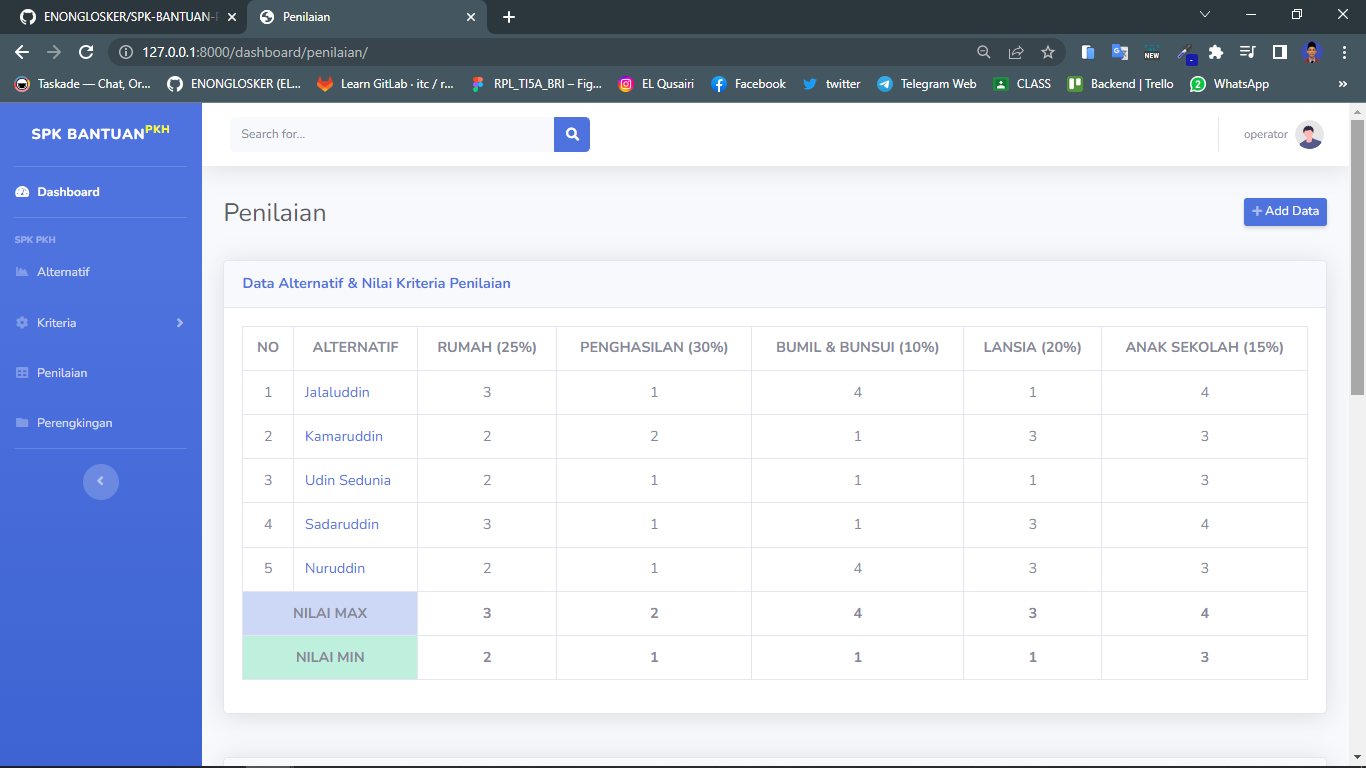 ENONGLOSKER/SPK-BANTUAN-
Penilaian
127.0.0.1:8000/dashboard/penilaian/
NEW
Taskade — Chat, Or...
ENONGLOSKER (EL...
Learn GitLab · itc / r...
RPL_TI5A_BRI – Fig...
EL Qusairi
Facebook
twitter
Telegram Web
CLASS
Backend | Trello
2
WhatsApp
»
SPK BANTUANPKH
Search for...
operator
Dashboard
SPK PKH
Alternatif
Kriteria
Penilaian
Perengkingan
Penilaian
+ Add Data
Data Alternatif & Nilai Kriteria Penilaian
NO ALTERNATIF RUMAH (25%) PENGHASILAN (30%) BUMIL & BUNSUI (10%) LANSIA (20%) ANAK SEKOLAH (15%)
1 Jalaluddin 3 1 4 1 4
2 Kamaruddin 2 2 1 3 3
3 Udin Sedunia 2 1 1 1 3
4 Sadaruddin 3 1 1 3 4
5 Nuruddin 2 1 4 3 3
NILAI MAX 3 2 4 3 4
NILAI MIN 2 1 1 1 3